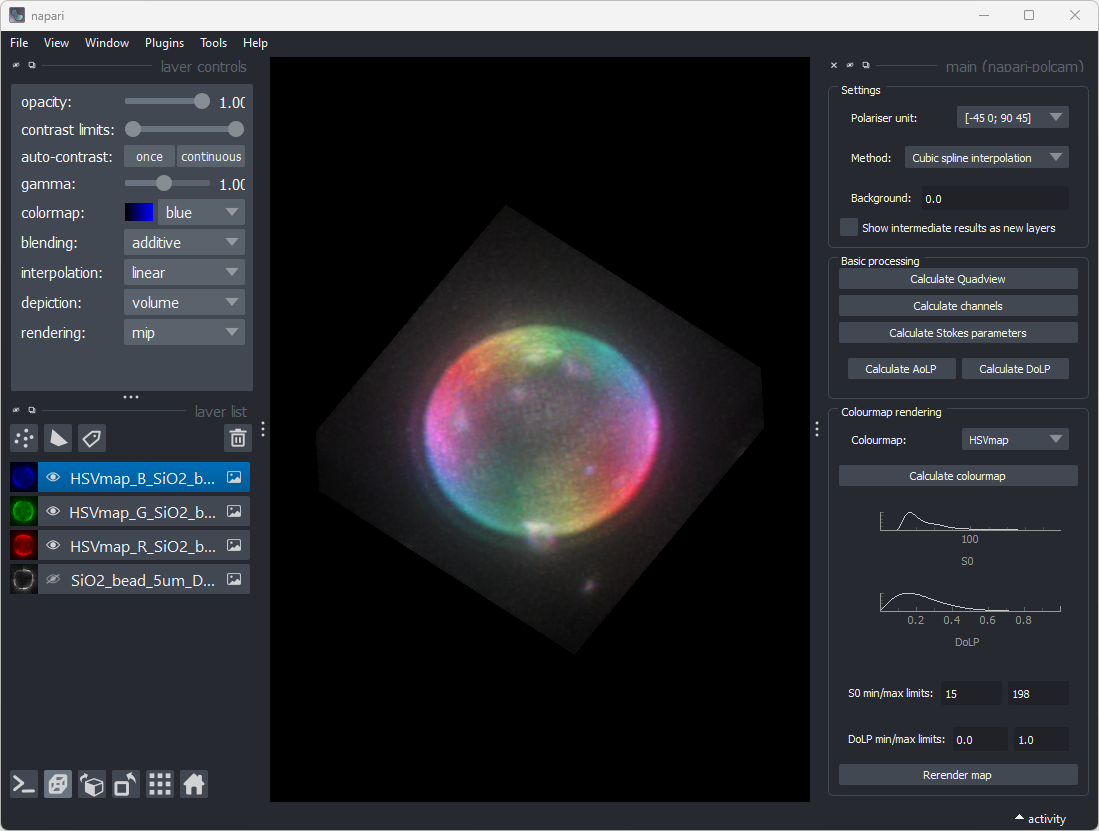 napari
File View Window Plugins Tools Help
layer controls
opacity: 1.00
contrast limits:
auto-contrast: once continuous
gamma: 1.00
colormap: blue
blending: additive
interpolation: linear
depiction: volume
rendering: mip
layer list
HSVmap_B_SiO2_b...
HSVmap_G_SiO2_b...
HSVmap_R_SiO2_b...
SiO2_bead_5um_D...
main (napari-polcam)
Settings
Polariser unit: [-45 0; 90 45]
Method: Cubic spline interpolation
Background: 0.0
Show intermediate results as new layers
Basic processing
Calculate Quadview
Calculate channels
Calculate Stokes parameters
Calculate AoLP Calculate DoLP
Colourmap rendering
Colourmap: HSVmap
Calculate colourmap
100
S0
0.2 0.4 0.6 0.8
DoLP
S0 min/max limits: 15 198
DoLP min/max limits: 0.0 1.0
Rerender map
activity